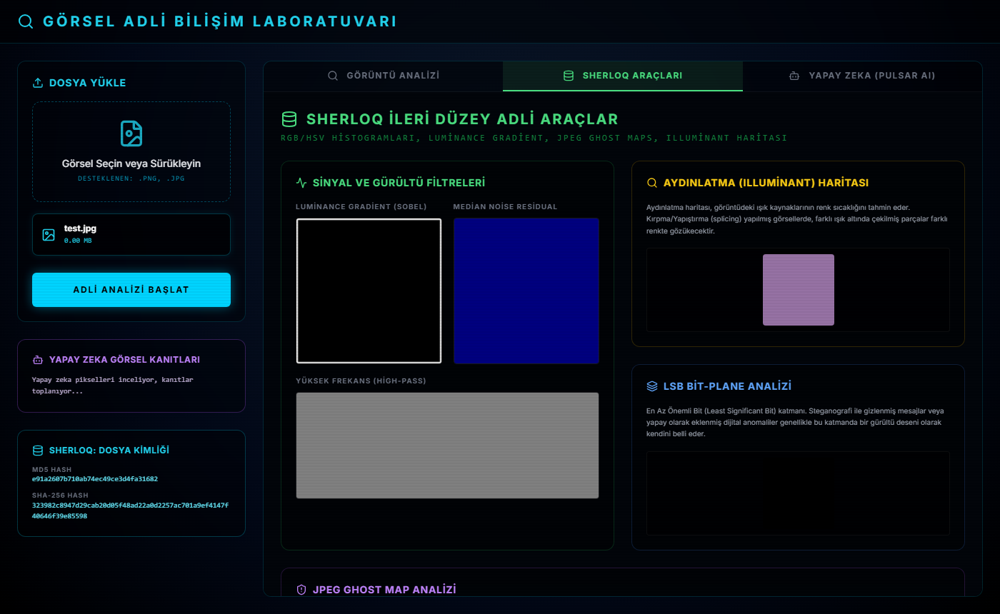 GÖRSEL ADLİ BİLİŞİM LABORATUVARI
DOSYA YÜKLE
Görsel Seçin veya Sürükleyin
DESTEKLENEN: .PNG, .JPG
test.jpg
0.00 MB
ADLİ ANALİZİ BAŞLAT
YAPAY ZEKA GÖRSEL KANITLARI
Yapay zeka pikselleri inceliyor, kanıtlar
toplanıyor...
SHERLOQ: DOSYA KİMLİĞİ
MD5 HASH
e91a2607b710ab74ec49ce3d4fa31682
SHA-256 HASH
323982c8947d29cab20d05f48ad22a0d2257ac701a9ef4147f
40646f39e85598
GÖRÜNTÜ ANALİZİ
SHERLOQ ARAÇLARI
YAPAY ZEKA (PULSAR AI)
SHERLOQ İLERİ DÜZEY ADLİ ARAÇLAR
RGB/HSV HİSTOGRAMLARI, LUMİNANCE GRADİENT, JPEG GHOST MAPS, ILLUMİNANT HARİTASI
SİNYAL VE GÜRÜLTÜ FİLTRELERİ
LUMİNANCE GRADİENT (SOBEL)
MEDİAN NOİSE RESİDUAL
YÜKSEK FREKANS (HİGH-PASS)
AYDINLATMA (ILLUMİNANT) HARİTASI
Aydınlatma haritası, görüntüdeki ışık kaynaklarının renk sıcaklığını tahmin eder.
Kırpma/Yapıştırma (splicing) yapılmış görsellerde, farklı ışık altında çekilmiş parçalar farklı
renkte gözükecektir.
LSB BİT-PLANE ANALİZİ
En Az Önemli Bit (Least Significant Bit) katmanı. Steganografi ile gizlenmiş mesajlar veya
yapay olarak eklenmiş dijital anomaliler genellikle bu katmanda bir gürültü deseni olarak
kendini belli eder.
JPEG GHOST MAP ANALİZİ